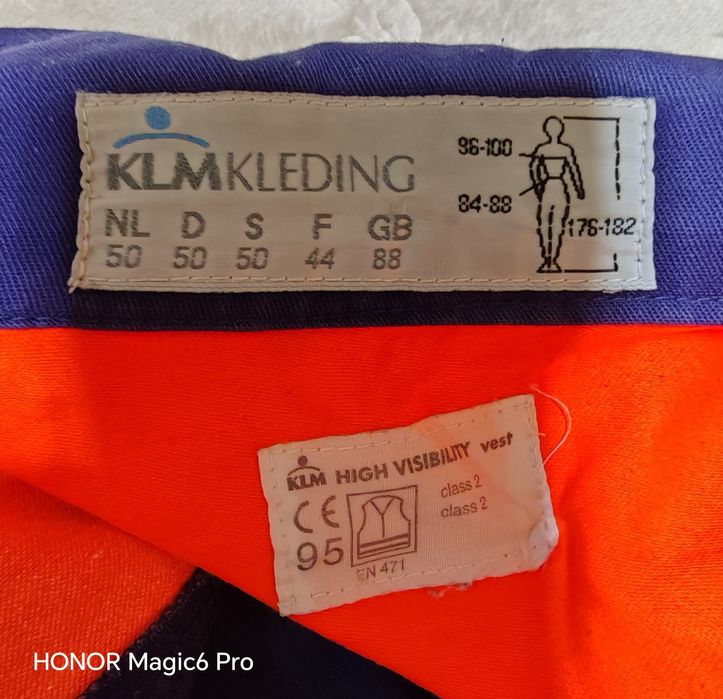 KLMKLEDING
NL D S F GB
50 50 50 44 88
96-100
84-88
176-182
KLM HIGH VISIBILITY vest
CE
95
class 2
class 2
EN 471
HONOR Magic6 Pro